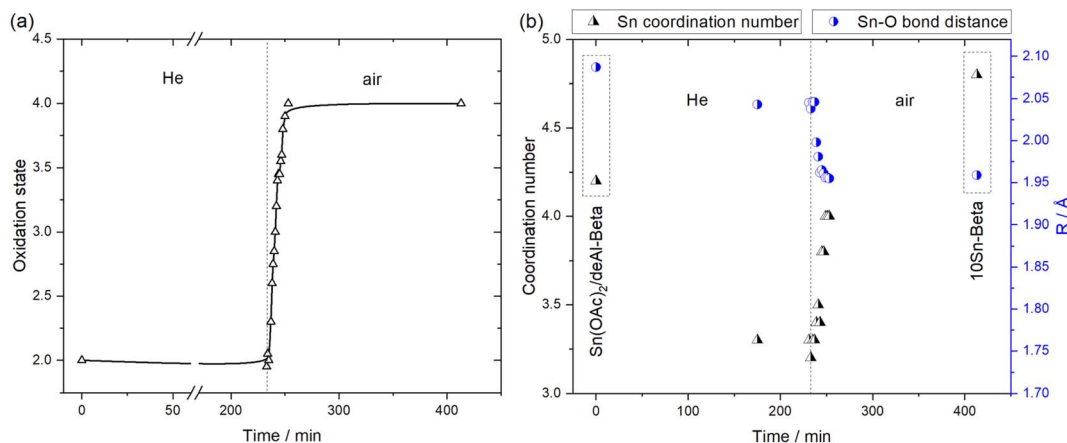 (a)
4.5
4.0
3.5
3.0
2.5
2.0
Oxidation state
He
air
0
50
200
300
400
Time / min
(b)
Sn coordination number
Sn-O bond distance
5.0
4.5
4.0
3.5
3.0
Coordination number
He
air
Sn(OAc)2/deAl-Beta
10Sn-Beta
2.10
2.05
2.00
1.95
1.90
1.85
1.80
1.75
1.70
R / Å
0
100
200
300
400
Time / min